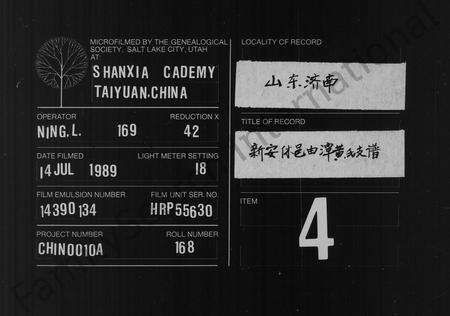 MICROFILMED BY THE GENEALOGICAL
SOCIETY, SALT LAKE CITY, UTAH
AT:
SHANXIA CADEMY
TAIYUAN.CHINA
OPERATOR
NING,L.
169
REDUCTION X
42
DATE FILMED
14 JUL 1989
LIGHT METER SETTING
18
FILM EMULSION NUMBER
14390134
FILM UNIT SER. NO.
HRP55630
PROJECT NUMBER
CHIN0010A
ROLL NUMBER
168
LOCALITY OF RECORD
山东.济南
TITLE OF RECORD
新安休邑由潭黄氏支谱
ITEM
4
International